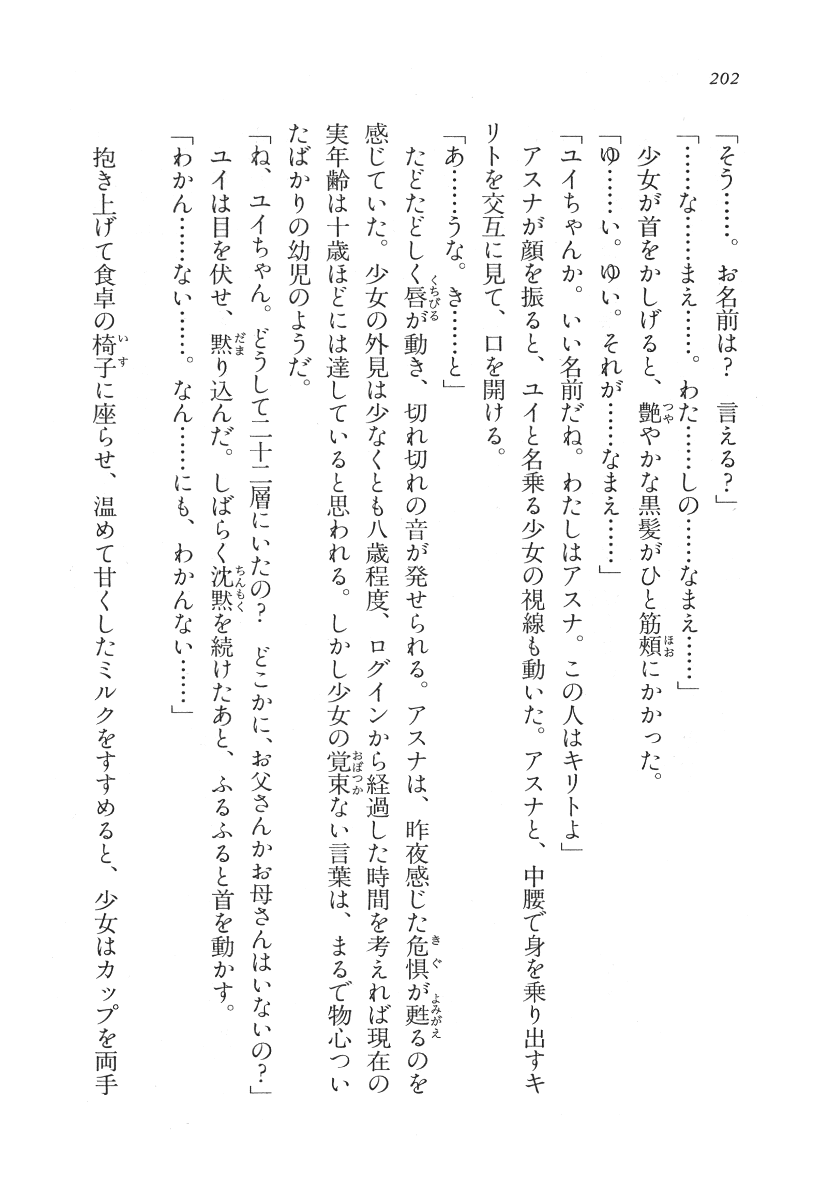 202
「そう……。お名前は？　言える？」
「……な……まえ……。わた……しの……なまえ……」
　少女が首をかしげると、艶やかな黒髪がひと筋頬にかかった。
「ゆ……い。ゆい。それが……なまえ……」
「ユイちゃんか。いい名前だね。わたしはアスナ。この人はキリトよ」
　アスナが顔を振ると、ユイと名乗る少女の視線も動いた。アスナと、中腰で身を乗り出すキ
リトを交互に見て、口を開ける。
「あ……うな。き……と」
　たどたどしく唇が動き、切れ切れの音が発せられる。アスナは、昨夜感じた危惧が甦るのを
感じていた。少女の外見は少なくとも八歳程度、ログインから経過した時間を考えれば現在の
実年齢は十歳ほどには達していると思われる。しかし少女の覚束ない言葉は、まるで物心つい
たばかりの幼児のようだ。
「ね、ユイちゃん。どうして二十二層にいたの？　どこかに、お父さんかお母さんはいないの？」
　ユイは目を伏せ、黙り込んだ。しばらく沈黙を続けたあと、ふるふると首を動かす。
「わかん……ない……。なん……にも、わかんない……」
　抱き上げて食卓の椅子に座らせ、温めて甘くしたミルクをすすめると、少女はカップを両手